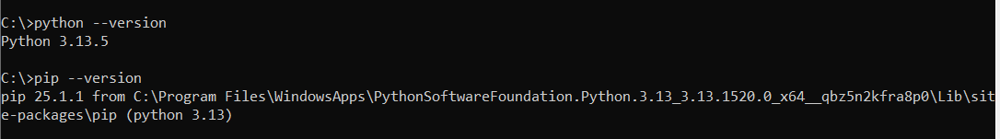 C:\>python --version
Python 3.13.5
C:\>pip --version
pip 25.1.1 from C:\Program Files\WindowsApps\PythonSoftwareFoundation.Python.3.13_3.13.1520.0_x64__qbz5n2kfra8p0\Lib\sit
e-packages\pip (python 3.13)